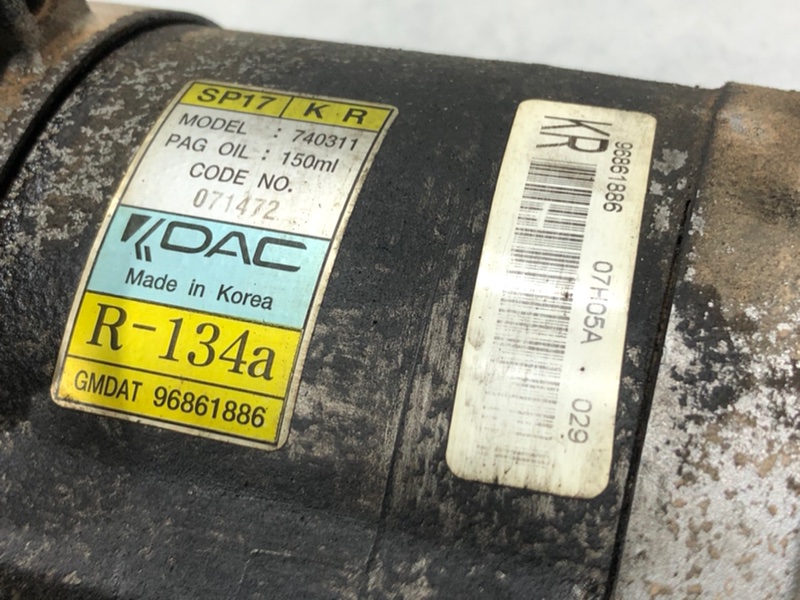 SP17 K R
MODEL : 740311
PAG OIL : 150ml
CODE NO.
071472
KDAC
Made in Korea
R-134a
GMDAT 96861886
KR
96861886 07H05A 029